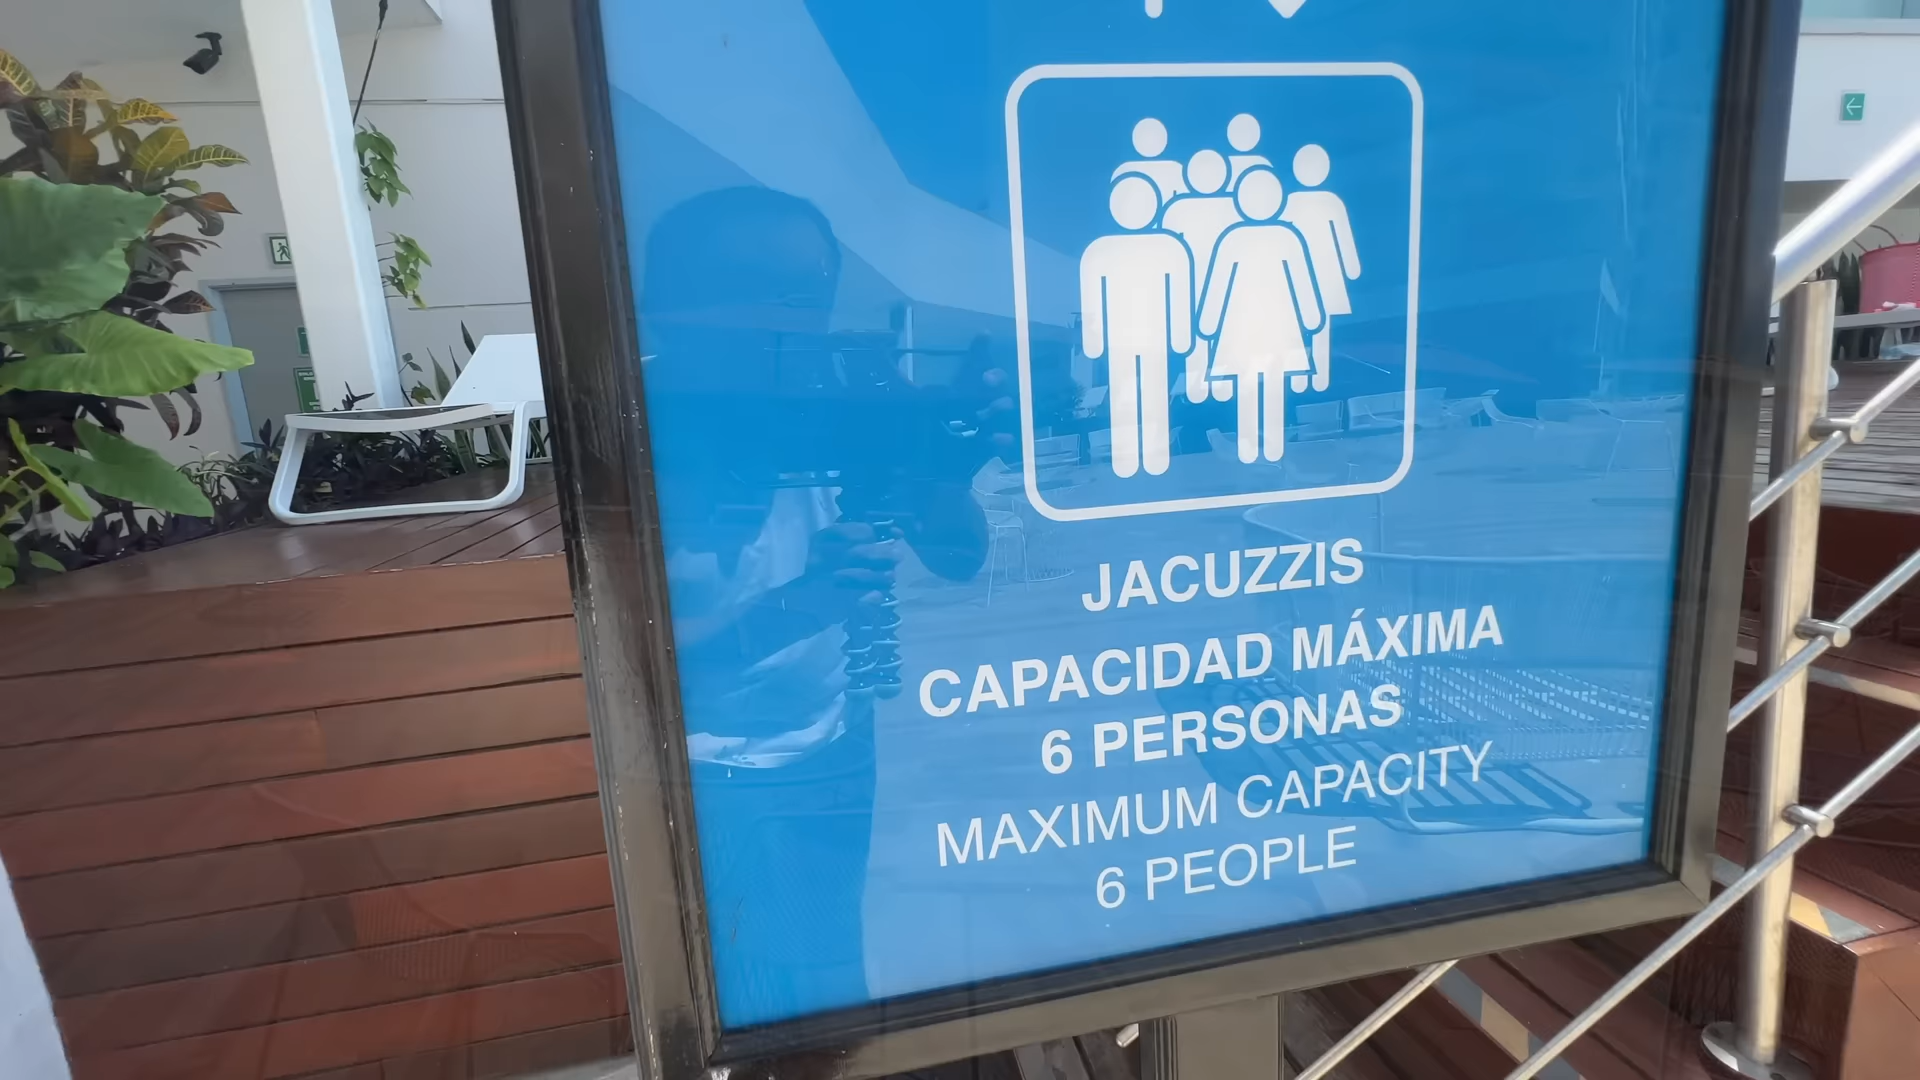 JACUZZIS
CAPACIDAD MÁXIMA
6 PERSONAS
MAXIMUM CAPACITY
6 PEOPLE